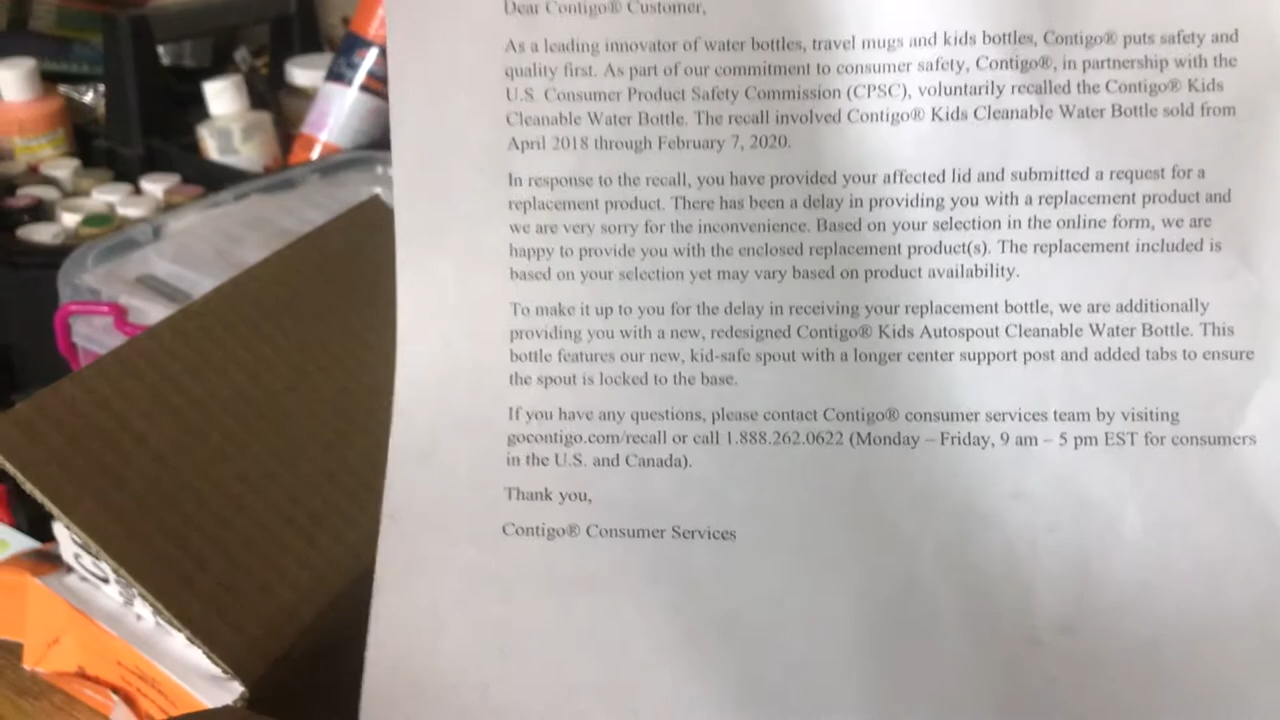 Dear Contigo® Customer,
As a leading innovator of water bottles, travel mugs and kids bottles, Contigo® puts safety and
quality first. As part of our commitment to consumer safety, Contigo®, in partnership with the
U.S. Consumer Product Safety Commission (CPSC), voluntarily recalled the Contigo® Kids
Cleanable Water Bottle. The recall involved Contigo® Kids Cleanable Water Bottle sold from
April 2018 through February 7, 2020.
In response to the recall, you have provided your affected lid and submitted a request for a
replacement product. There has been a delay in providing you with a replacement product and
we are very sorry for the inconvenience. Based on your selection in the online form, we are
happy to provide you with the enclosed replacement product(s). The replacement included is
based on your selection yet may vary based on product availability.
To make it up to you for the delay in receiving your replacement bottle, we are additionally
providing you with a new, redesigned Contigo® Kids Autospout Cleanable Water Bottle. This
bottle features our new, kid-safe spout with a longer center support post and added tabs to ensure
the spout is locked to the base.
If you have any questions, please contact Contigo® consumer services team by visiting
gocontigo.com/recall or call 1.888.262.0622 (Monday – Friday, 9 am – 5 pm EST for consumers
in the U.S. and Canada).
Thank you,
Contigo® Consumer Services